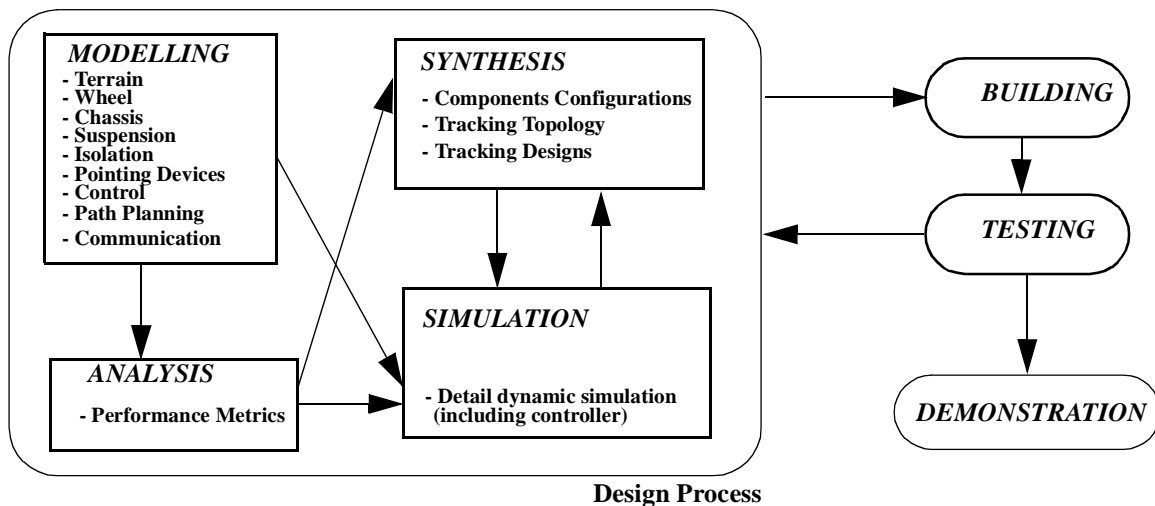 MODELLING
- Terrain
- Wheel
- Chassis
- Suspension
- Isolation
- Pointing Devices
- Control
- Path Planning
- Communication
ANALYSIS
- Performance Metrics
SYNTHESIS
- Components Configurations
- Tracking Topology
- Tracking Designs
SIMULATION
- Detail dynamic simulation
(including controller)
Design Process
BUILDING
TESTING
DEMONSTRATION